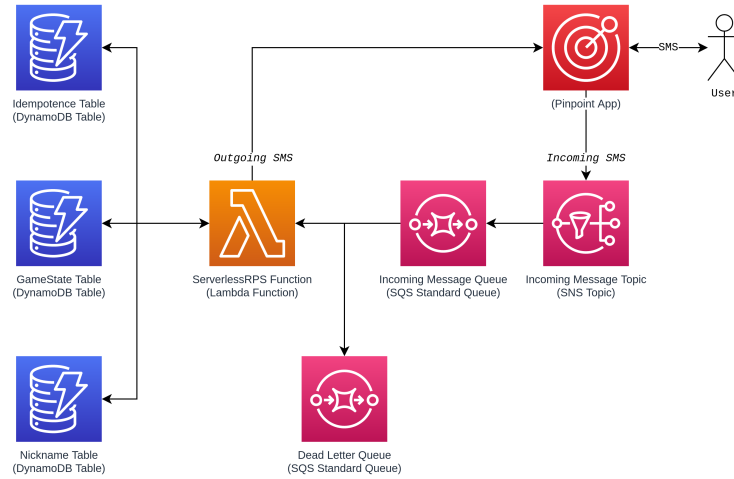 SMS
User
Idempotence Table
(DynamoDB Table)
(Pinpoint App)
Outgoing SMS
Incoming SMS
GameState Table
(DynamoDB Table)
ServerlessRPS Function
(Lambda Function)
Incoming Message Queue
(SQS Standard Queue)
Incoming Message Topic
(SNS Topic)
Nickname Table
(DynamoDB Table)
Dead Letter Queue
(SQS Standard Queue)